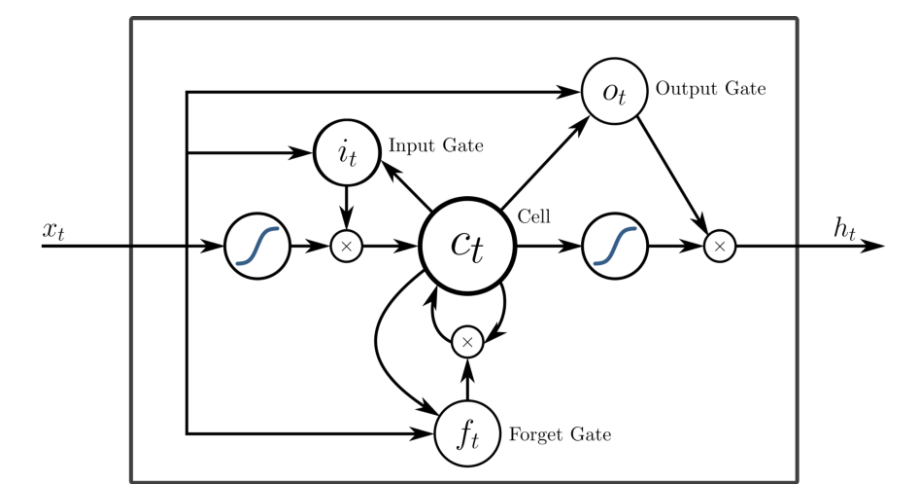 o_t Output Gate
i_t Input Gate
x_t
Cell
c_t
h_t
×
×
×
f_t Forget Gate